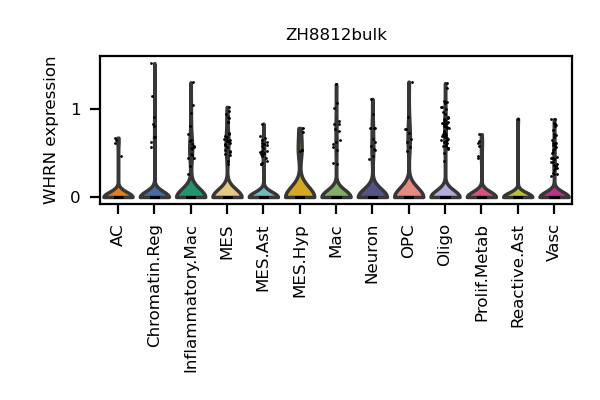 ZH8812bulk
WHRN expression
1
0
AC
Chromatin.Reg
Inflammatory.Mac
MES
MES.Ast
MES.Hyp
Mac
Neuron
OPC
Oligo
Prolif.Metab
Reactive.Ast
Vasc